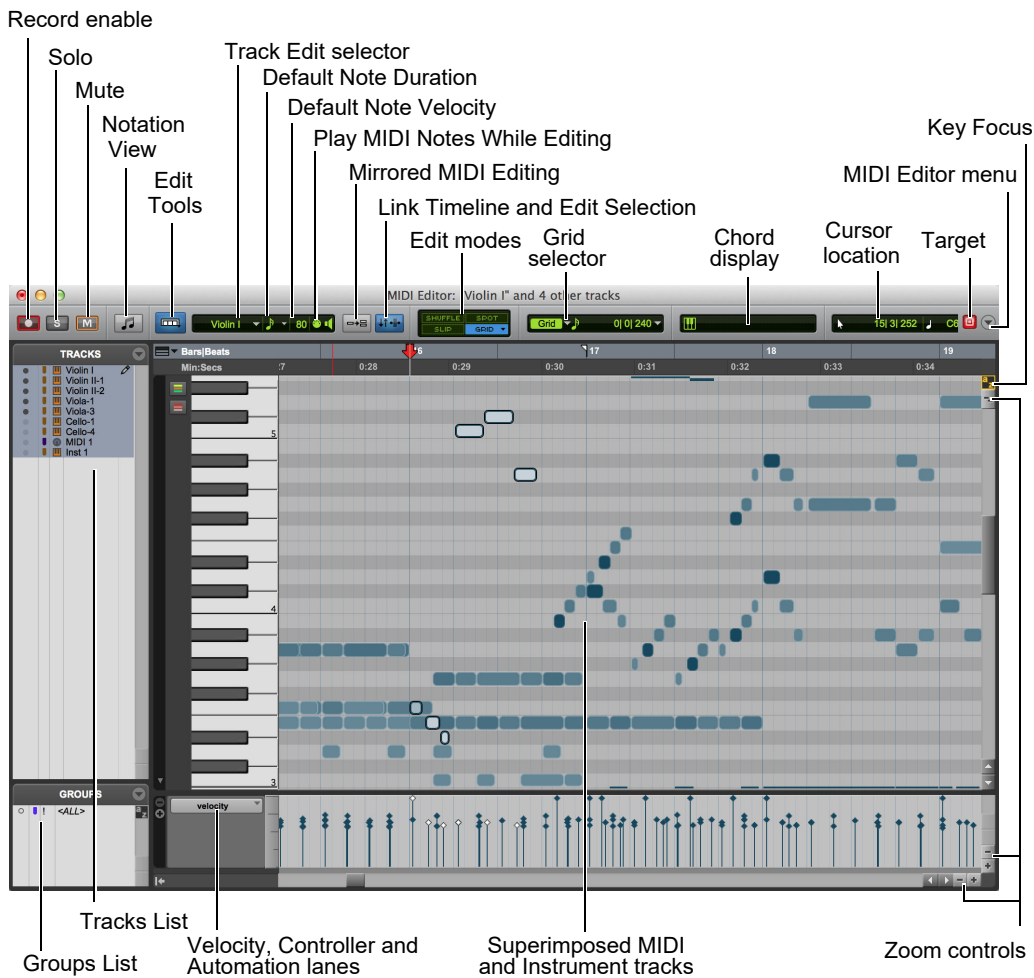 Record enable
Solo
Mute
Notation
View
Edit
Tools
Track Edit selector
Default Note Duration
Default Note Velocity
Play MIDI Notes While Editing
Mirrored MIDI Editing
Link Timeline and Edit Selection
Edit modes
Grid
selector
Chord
display
Cursor
location
Target
Key Focus
MIDI Editor menu
MIDI Editor: "Violin I" and 4 other tracks
S
M
Violin I
80
SHUFFLE
SPOT
SLIP
GRID
Grid
0| 0| 240
15| 3| 252
C6
TRACKS
Violin I
Violin II-1
Violin II-2
Viola-1
Viola-3
Cello-1
Cello-4
MIDI 1
Inst 1
Bars|Beats
17
18
19
Min:Secs
0:28
0:29
0:31
0:33
0:34
a
z
5
4
3
GROUPS
! <ALL>
a
z
velocity
Tracks List
Groups List
Velocity, Controller and
Automation lanes
Superimposed MIDI
and Instrument tracks
Zoom controls